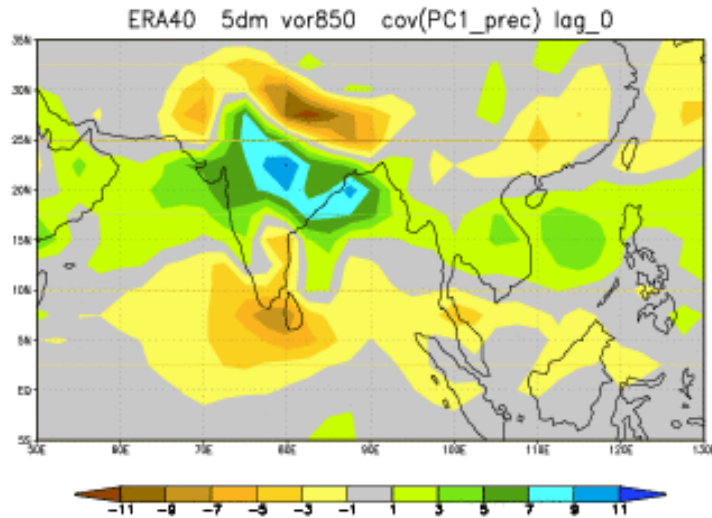 ERA40 5dm vor850 cov(PC1_prec) lag_0
35N
30N
25N
20N
15N
10N
5N
EQ
5S
50E 60E 70E 80E 90E 100E 110E 120E 130E
-11 -9 -7 -5 -3 -1 1 3 5 7 9 11